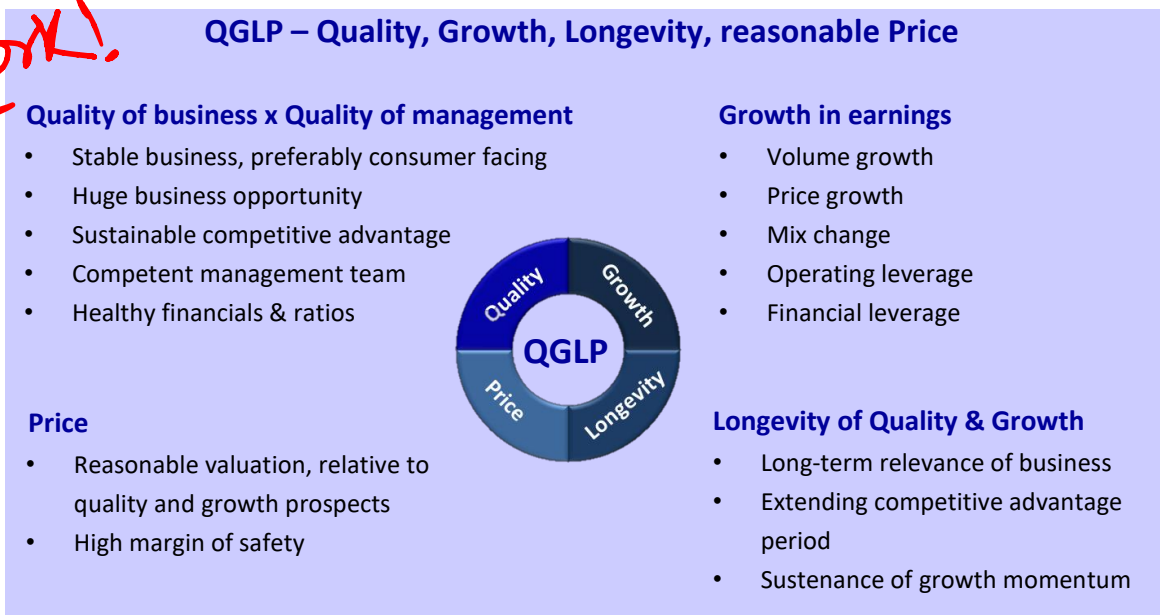 QGLP – Quality, Growth, Longevity, reasonable Price
Quality of business x Quality of management
• Stable business, preferably consumer facing
• Huge business opportunity
• Sustainable competitive advantage
• Competent management team
• Healthy financials & ratios
Growth in earnings
• Volume growth
• Price growth
• Mix change
• Operating leverage
• Financial leverage
Quality
Growth
QGLP
Price
Longevity
Price
• Reasonable valuation, relative to
quality and growth prospects
• High margin of safety
Longevity of Quality & Growth
• Long-term relevance of business
• Extending competitive advantage
period
• Sustenance of growth momentum